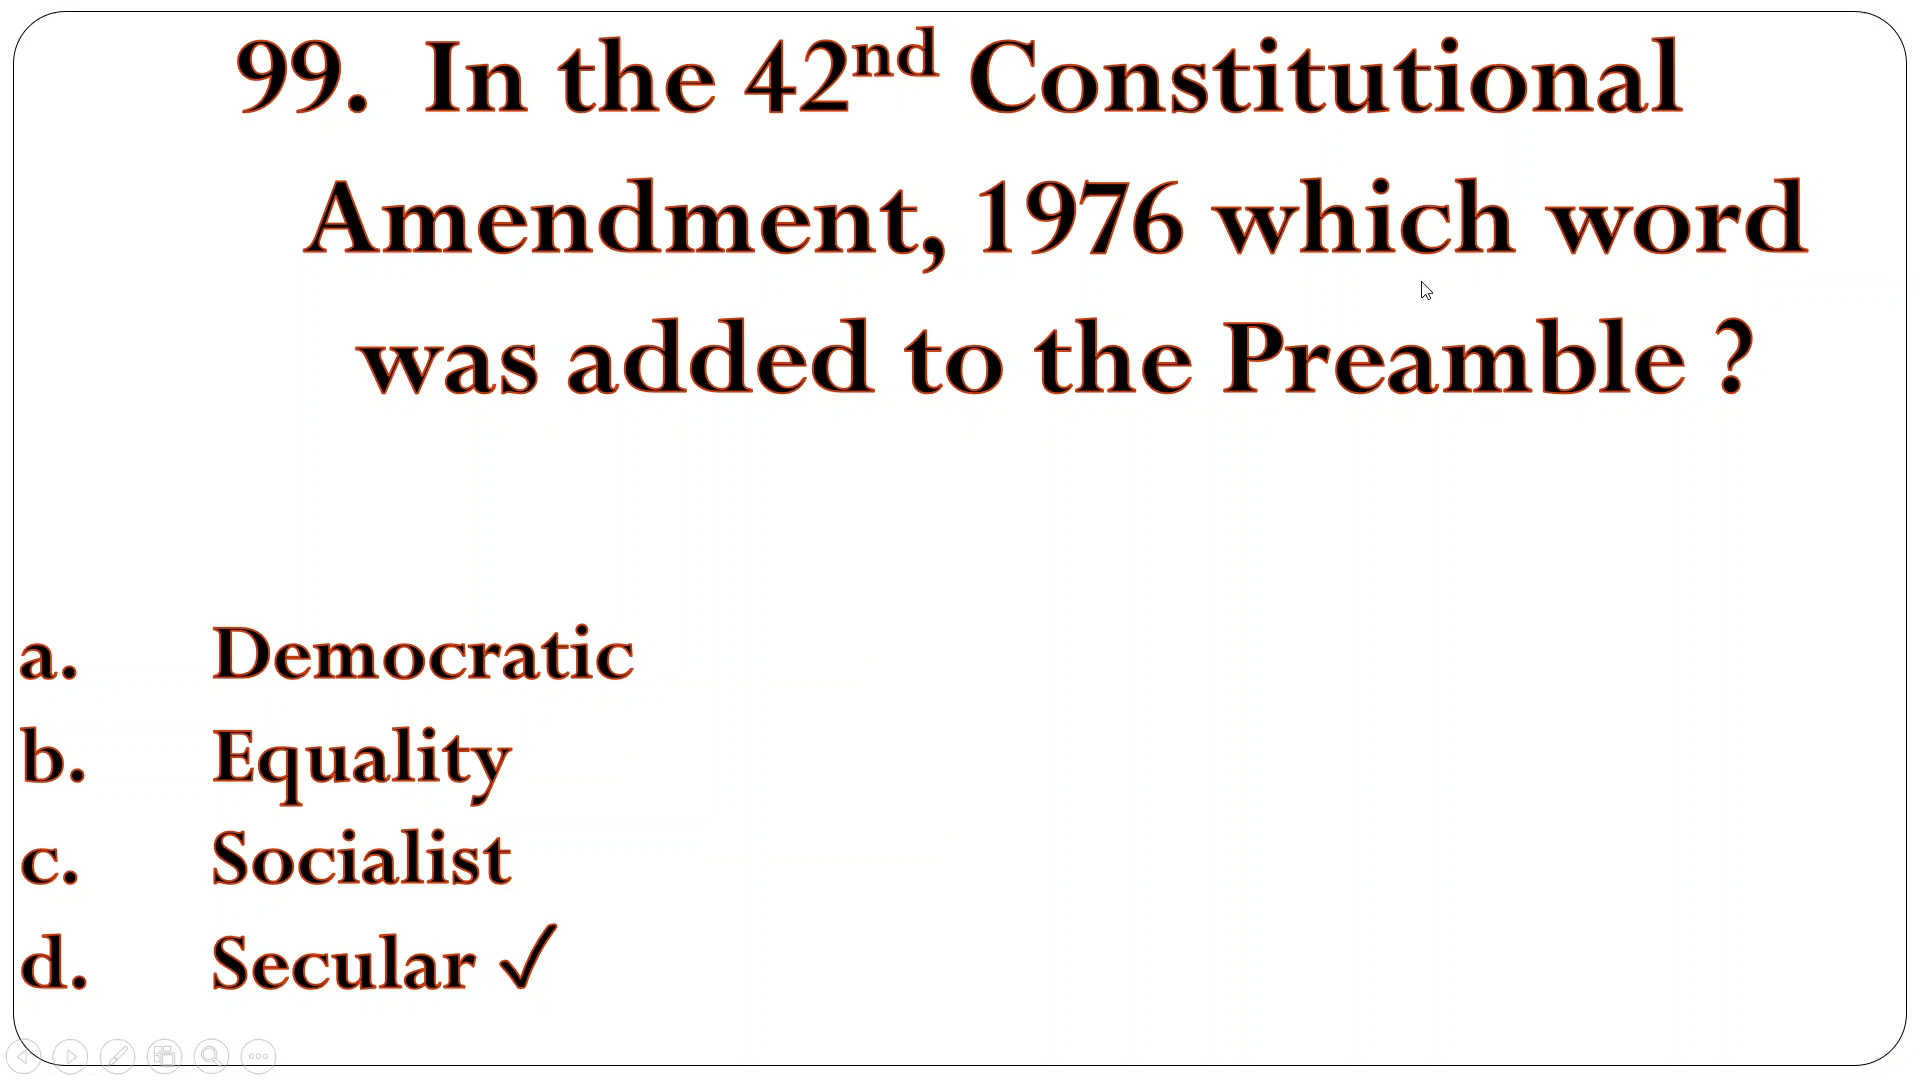 99. In the 42nd Constitutional
Amendment, 1976 which word
was added to the Preamble ?
a. Democratic
b. Equality
c. Socialist
d. Secular ✓